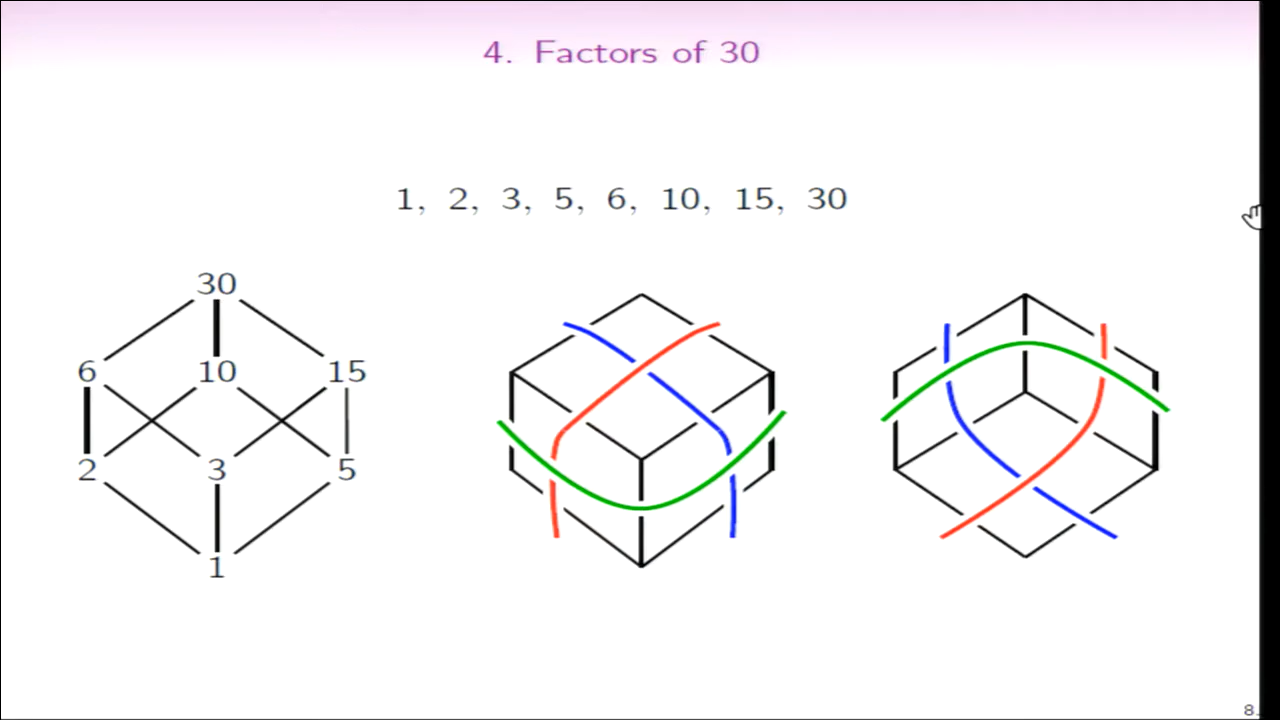 4. Factors of 30
1, 2, 3, 5, 6, 10, 15, 30
30
6 10 15
2 3 5
1
8.